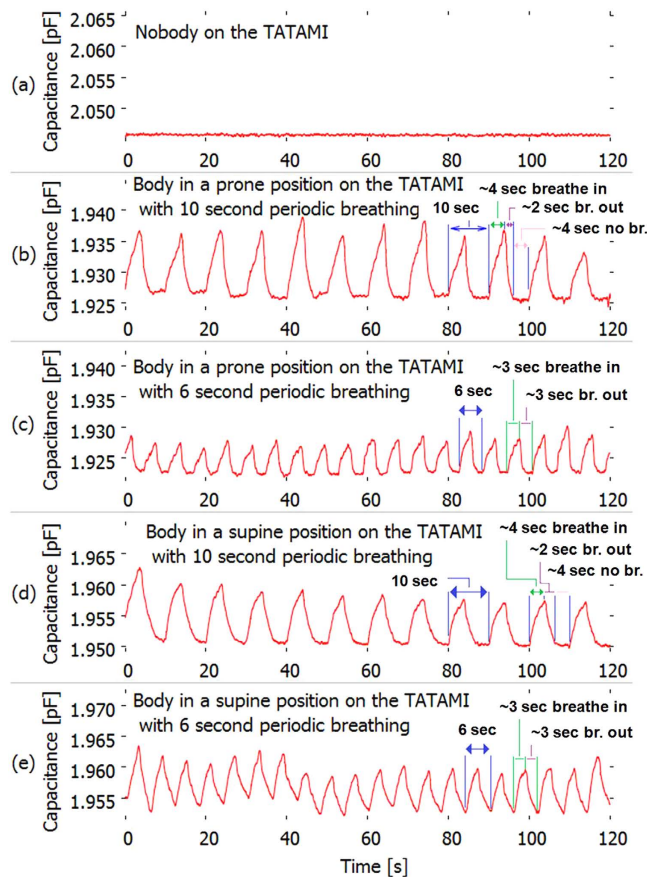 Capacitance [pF]
2.065
2.060
2.055
2.050
Nobody on the TATAMI
(a)
0 20 40 60 80 100 120
Capacitance [pF]
1.940
1.935
1.930
1.925
Body in a prone position on the TATAMI
with 10 second periodic breathing
10 sec
~4 sec breathe in
~2 sec br. out
~4 sec no br.
(b)
0 20 40 60 80 100 120
Capacitance [pF]
1.940
1.930
1.925
Body in a prone position on the TATAMI
with 6 second periodic breathing
6 sec
~3 sec breathe in
~3 sec br. out
(c)
0 20 40 60 80 100 120
Capacitance [pF]
1.965
1.960
1.955
1.950
Body in a supine position on the TATAMI
with 10 second periodic breathing
10 sec
~4 sec breathe in
~2 sec br. out
~4 sec no br.
(d)
0 20 40 60 80 100 120
Capacitance [pF]
1.970
1.965
1.960
1.955
Body in a supine position on the TATAMI
with 6 second periodic breathing
6 sec
~3 sec breathe in
~3 sec br. out
(e)
0 20 40 60 80 100 120
Time [s]